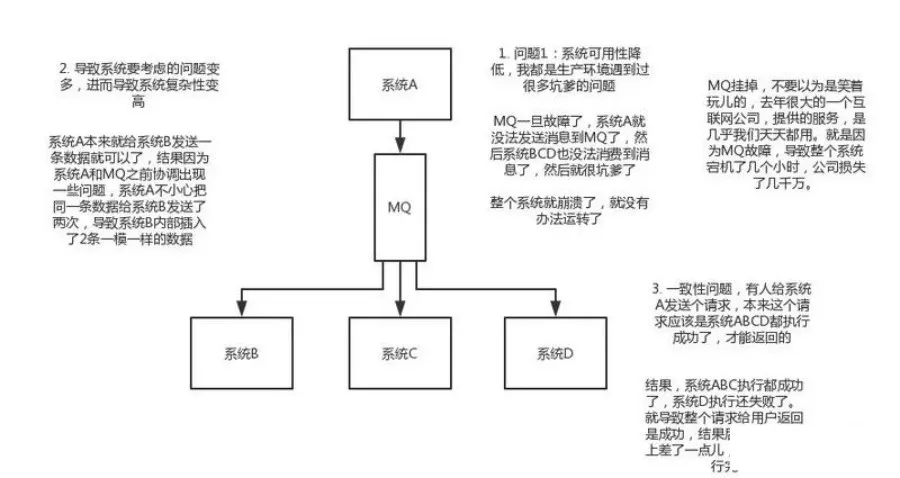 2. 导致系统要考虑的问题变
多，进而导致系统复杂性变
高
系统A本来就给系统B发送一
条数据就可以了，结果因为
系统A和MQ之前协调出现
一些问题，系统A不小心把
同一条数据给系统B发送了
两次，导致系统B内部插入
了2条一模一样的数据
系统A
MQ
系统B
系统C
系统D
1. 问题1：系统可用性降
低，我都是生产环境遇到过
很多坑爹的问题
MQ一旦故障了，系统A就
没法发送消息到MQ了，然
后系统BCD也没法消费到消
息了，然后就很坑爹了
整个系统就崩溃了，就没有
办法运转了
MQ挂掉，不要以为是笑着
玩儿的，去年很大的一个互
联网公司，提供的服务，是
几乎我们天天都用。就是因
为MQ故障，导致整个系统
宕机了几个小时，公司损失
了几千万。
3. 一致性问题，有人给系统
A发送个请求，本来这个请
求应该是系统ABCD都执行
成功了，才能返回的
结果，系统ABC执行都成功
了，系统D执行还失败了。
就导致整个请求给用户返回
是成功，结果
上差了一点儿，
行